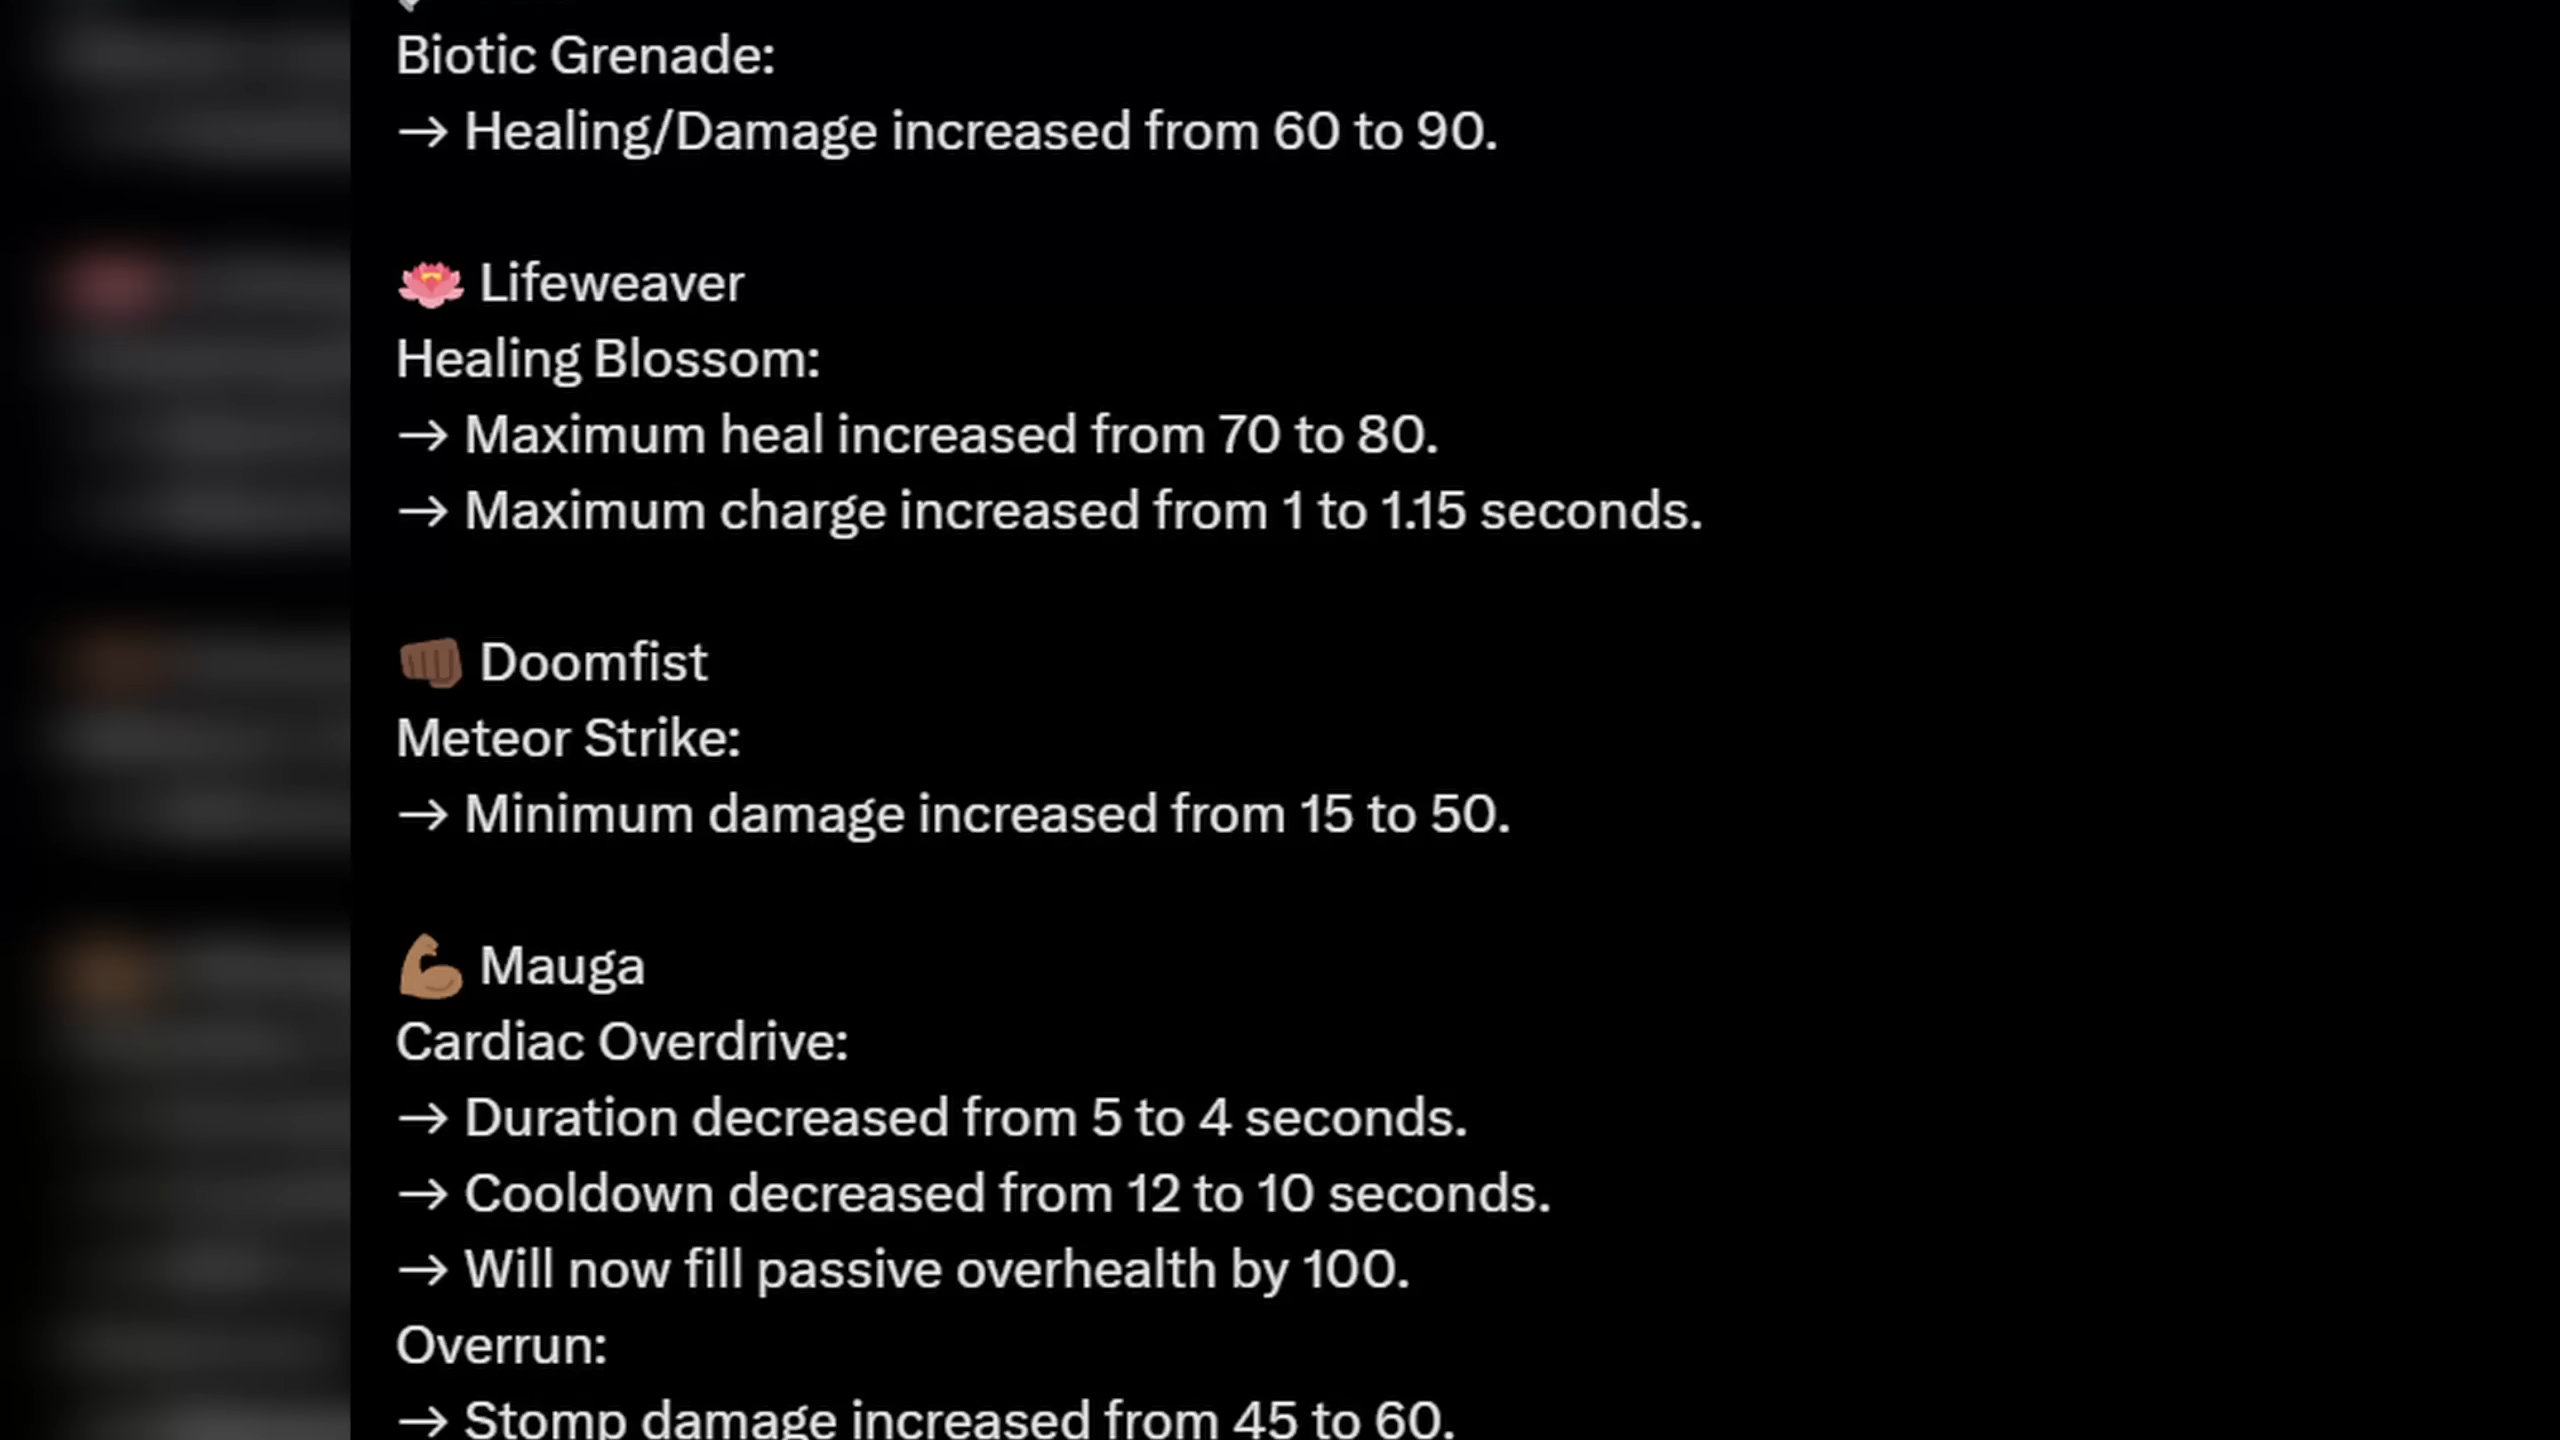 Biotic Grenade:
→ Healing/Damage increased from 60 to 90.
🪷 Lifeweaver
Healing Blossom:
→ Maximum heal increased from 70 to 80.
→ Maximum charge increased from 1 to 1.15 seconds.
👊🏿 Doomfist
Meteor Strike:
→ Minimum damage increased from 15 to 50.
💪🏽 Mauga
Cardiac Overdrive:
→ Duration decreased from 5 to 4 seconds.
→ Cooldown decreased from 12 to 10 seconds.
→ Will now fill passive overhealth by 100.
Overrun:
→ Stomp damage increased from 45 to 60.